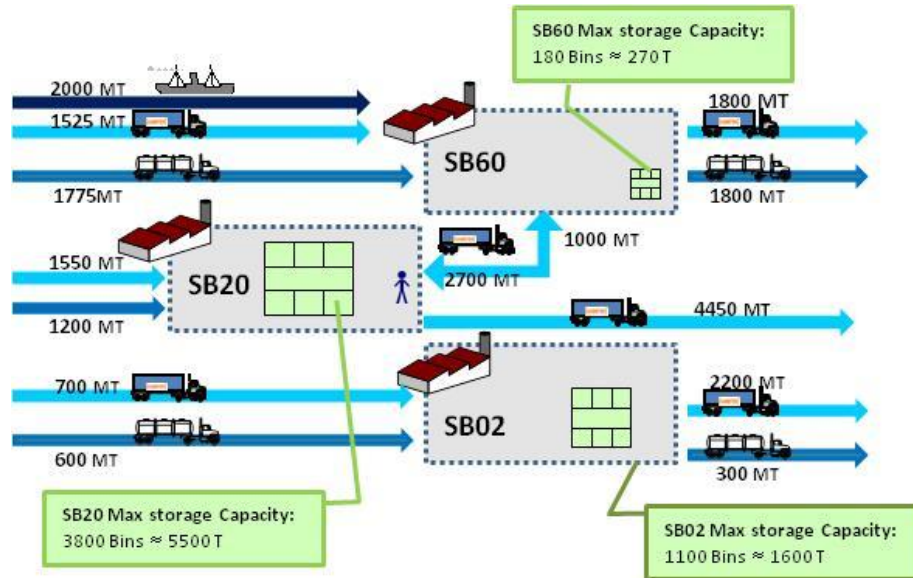 SB60 Max storage Capacity:
180 Bins ≈ 270 T
2000 MT
1525 MT
1775MT
SB60
1800 MT
1800 MT
1550 MT
1200 MT
SB20
1000 MT
2700 MT
4450 MT
700 MT
600 MT
SB02
2200 MT
300 MT
SB20 Max storage Capacity:
3800 Bins ≈ 5500 T
SB02 Max storage Capacity:
1100 Bins ≈ 1600 T